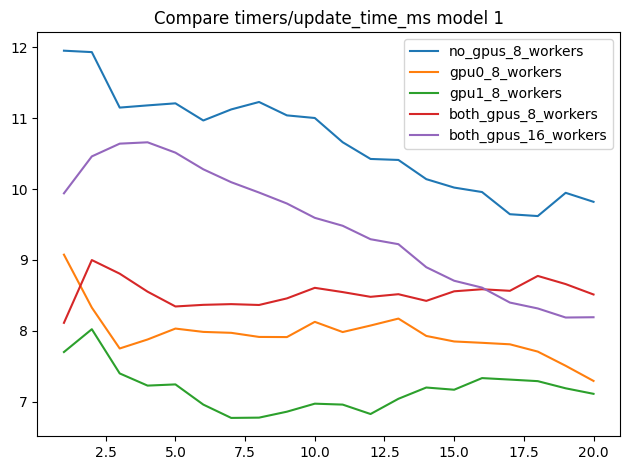 Compare timers/update_time_ms model 1
no_gpus_8_workers
gpu0_8_workers
gpu1_8_workers
both_gpus_8_workers
both_gpus_16_workers
12
11
10
9
8
7
2.5 5.0 7.5 10.0 12.5 15.0 17.5 20.0